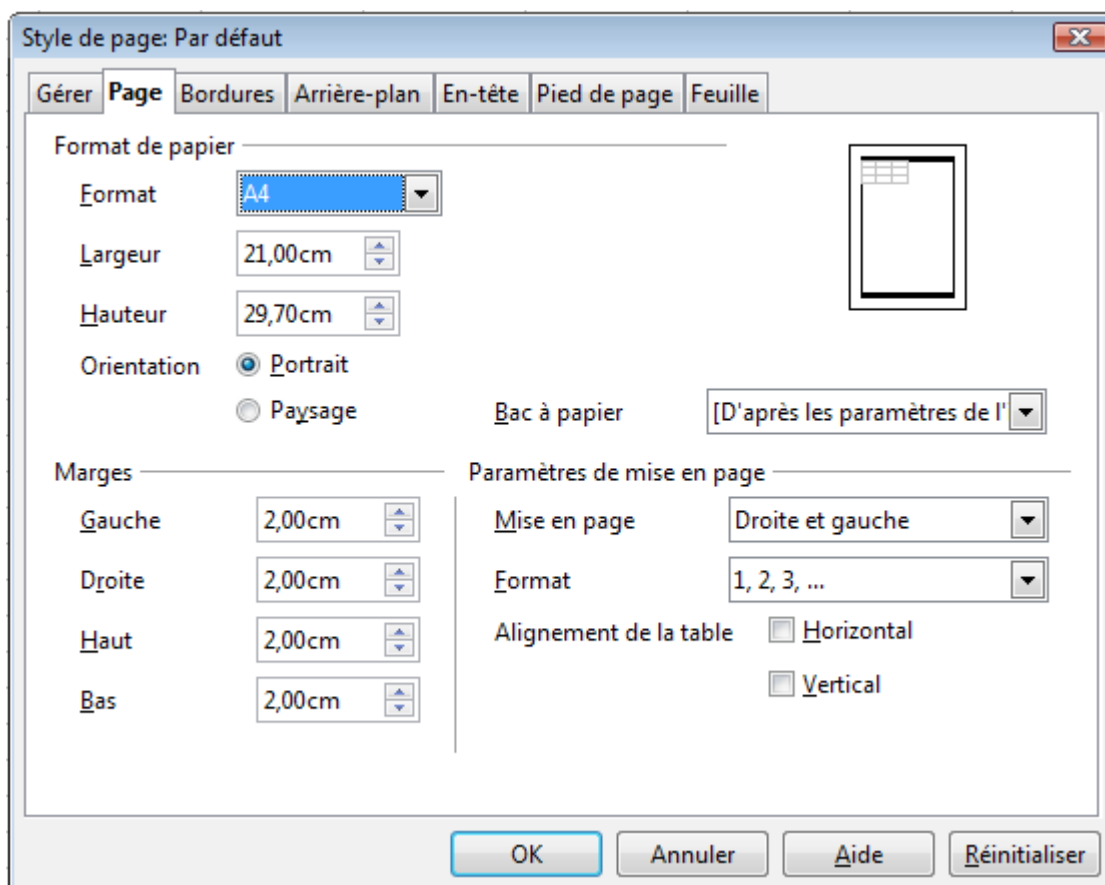 Style de page: Par défaut
Gérer Page Bordures Arrière-plan En-tête Pied de page Feuille
Format de papier
Format A4
Largeur 21,00cm
Hauteur 29,70cm
Orientation Portrait
Paysage Bac à papier [D'après les paramètres de l'
Marges Paramètres de mise en page
Gauche 2,00cm Mise en page Droite et gauche
Droite 2,00cm Format 1, 2, 3, ...
Haut 2,00cm Alignement de la table Horizontal
Bas 2,00cm Vertical
OK Annuler Aide Réinitialiser